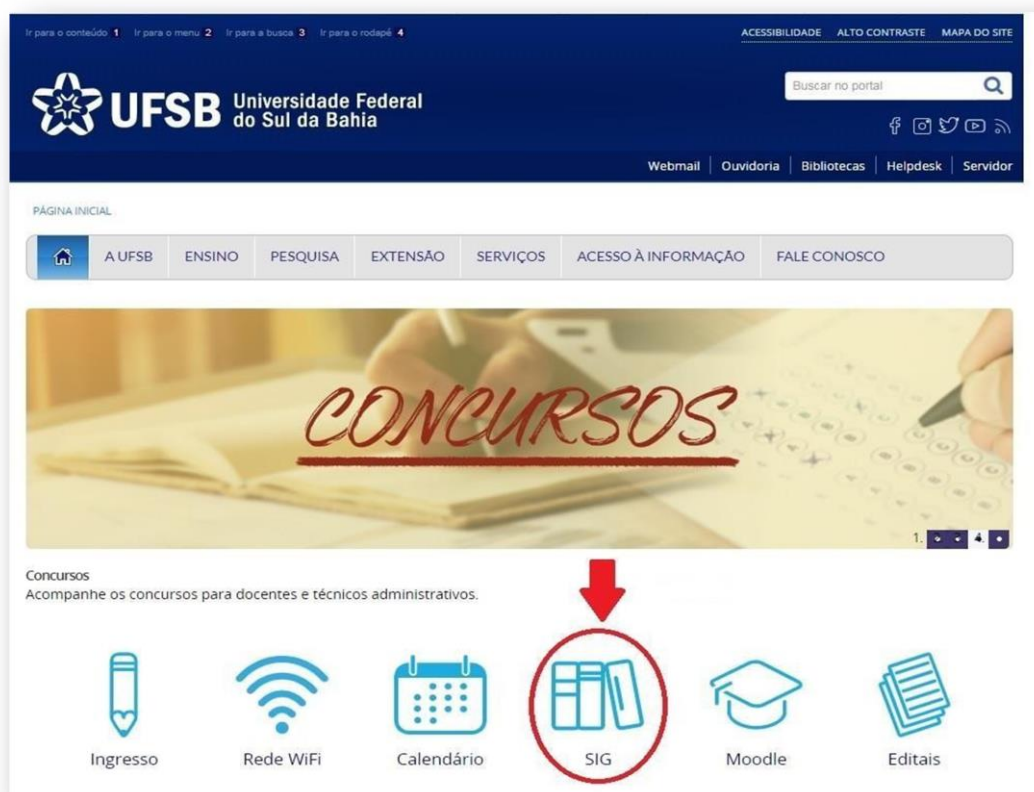 Ir para o conteúdo 1 Ir para o menu 2 Ir para a busca 3 Ir para o rodapé 4 ACESSIBILIDADE ALTO CONTRASTE MAPA DO SITE
UFSB Universidade Federal do Sul da Bahia
Buscar no portal
Webmail Ouvidoria Bibliotecas Helpdesk Servidor
PÁGINA INICIAL
A UFSB ENSINO PESQUISA EXTENSÃO SERVIÇOS ACESSO À INFORMAÇÃO FALE CONOSCO
CONCURSOS
1. 4.
Concursos
Acompanhe os concursos para docentes e técnicos administrativos.
Ingresso Rede WiFi Calendário SIG Moodle Editais